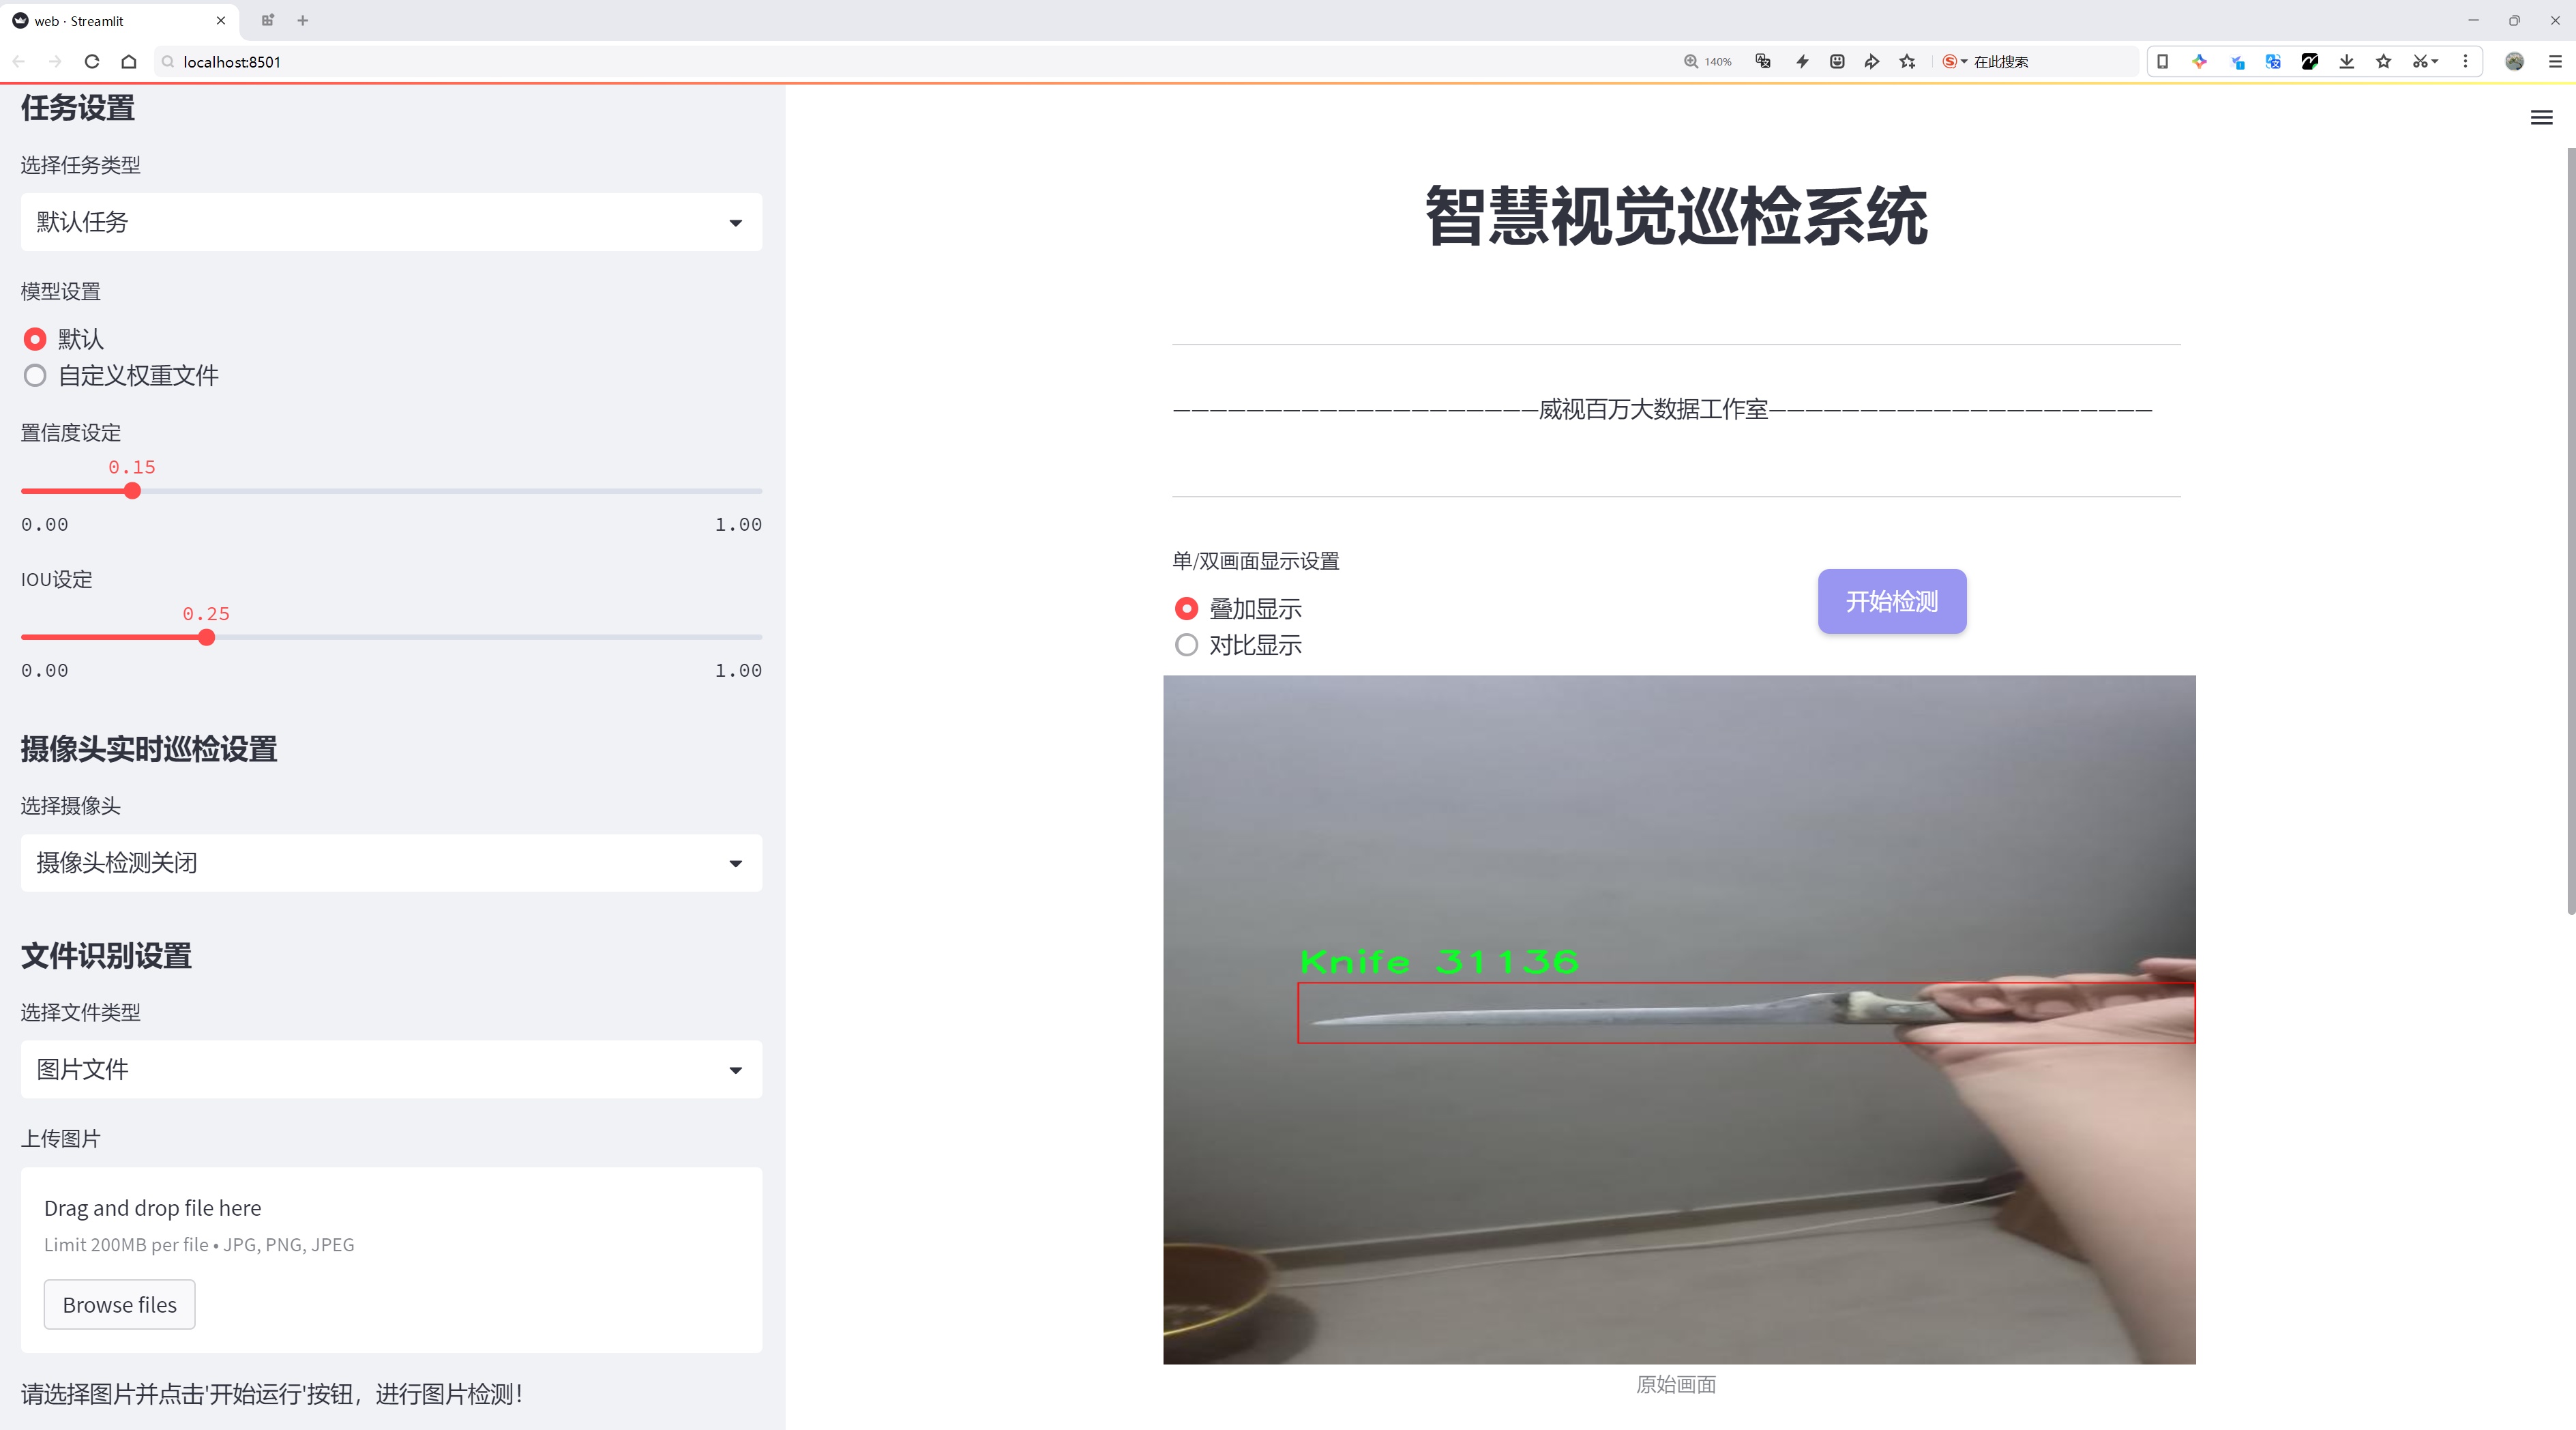 web · Streamlit
localhost:8501
140%
在此搜索
任务设置
选择任务类型
默认任务
模型设置
默认
自定义权重文件
置信度设定
0.15
0.00 1.00
IOU设定
0.25
0.00 1.00
摄像头实时巡检设置
选择摄像头
摄像头检测关闭
文件识别设置
选择文件类型
图片文件
上传图片
Drag and drop file here
Limit 200MB per file • JPG, PNG, JPEG
Browse files
请选择图片并点击'开始运行'按钮，进行图片检测！
智慧视觉巡检系统
————————————————————威视百万大数据工作室—————————————————————
单/双画面显示设置
叠加显示
对比显示
开始检测
Knife 31136
原始画面